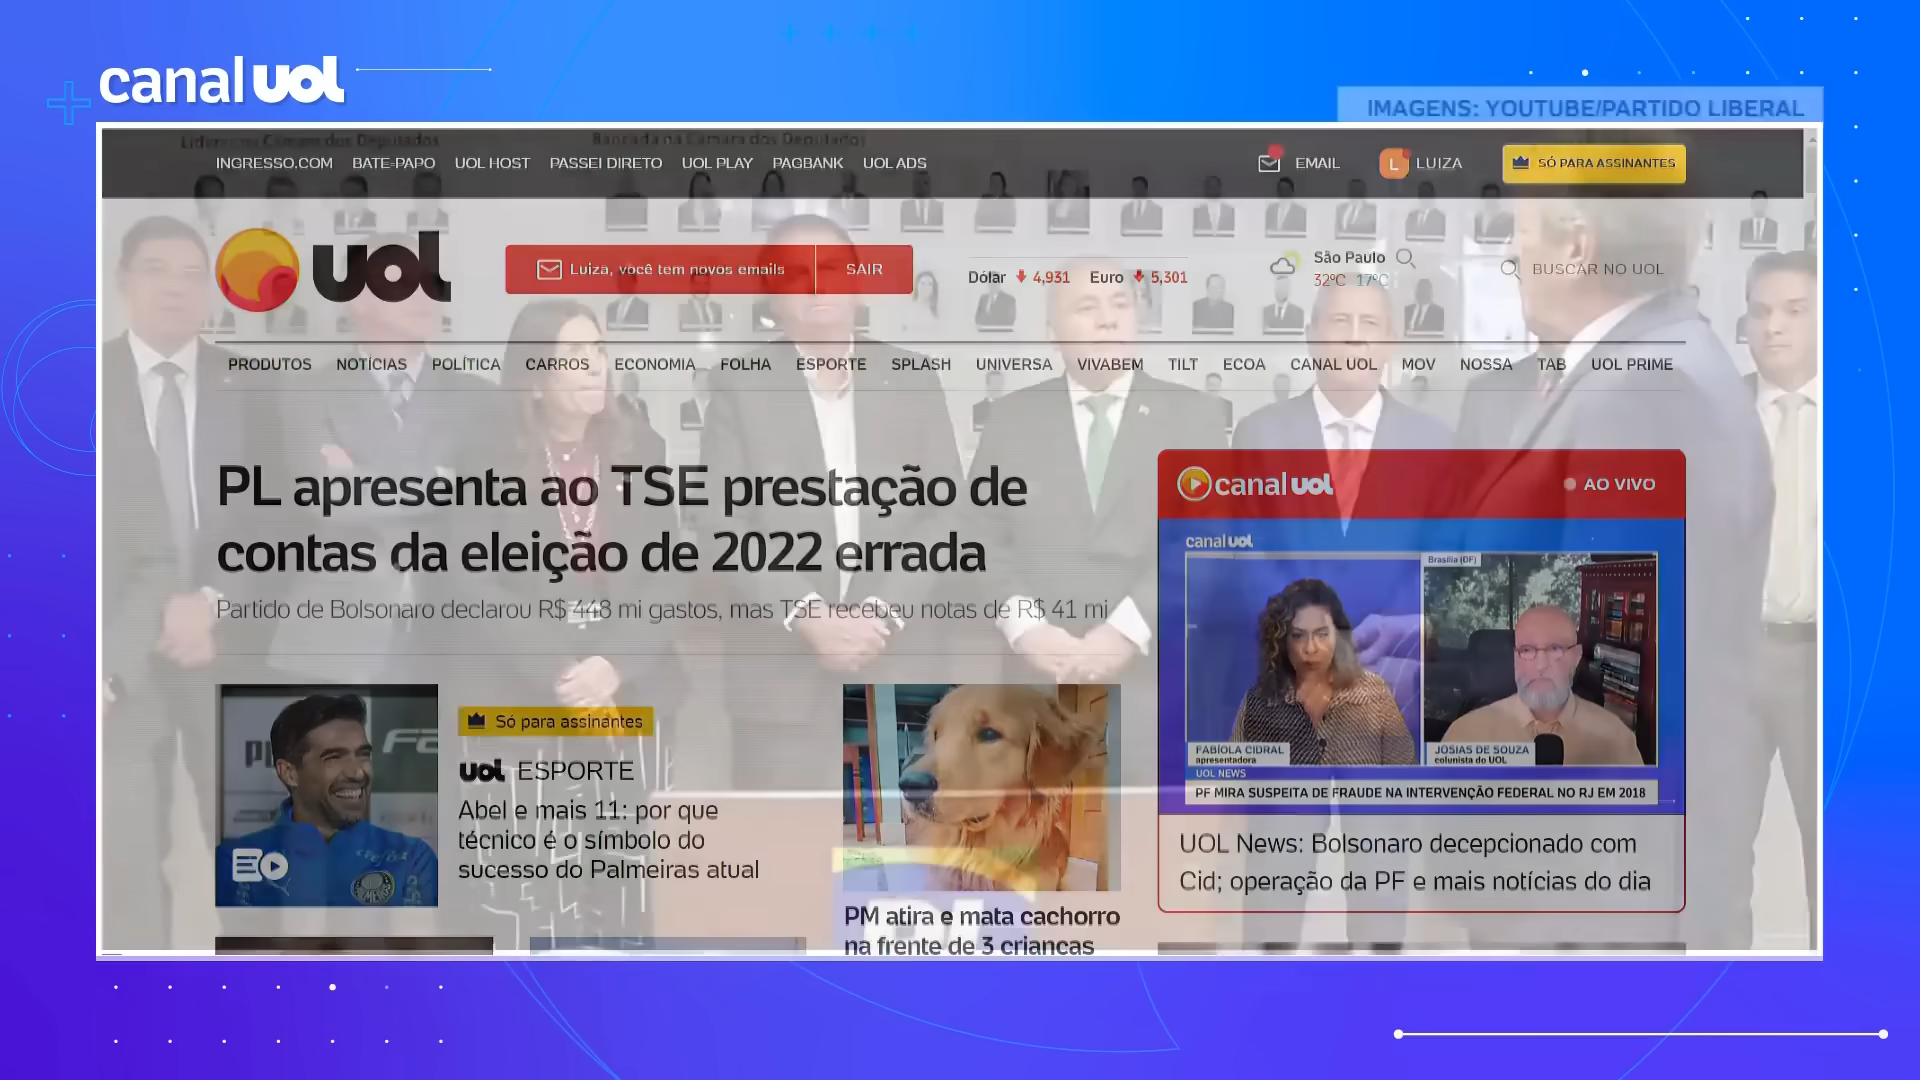 canal uol
IMAGENS: YOUTUBE/PARTIDO LIBERAL
Bancada na Câmara dos Deputados
INGRESSO.COM BATE-PAPO UOL HOST PASSEI DIRETO UOL PLAY PAGBANK UOL ADS
EMAIL L LUIZA SÓ PARA ASSINANTES
uol
Luiza, você tem novos emails SAIR
Dólar 4,931 Euro 5,301
São Paulo
32ºC 17ºC
BUSCAR NO UOL
PRODUTOS NOTÍCIAS POLÍTICA CARROS ECONOMIA FOLHA ESPORTE SPLASH UNIVERSA VIVABEM TILT ECOA CANAL UOL MOV NOSSA TAB UOL PRIME
PL apresenta ao TSE prestação de
contas da eleição de 2022 errada
Partido de Bolsonaro declarou R$ 448 mi gastos, mas TSE recebeu notas de R$ 41 mi
Só para assinantes
uol ESPORTE
Abel e mais 11: por que
técnico é o símbolo do
sucesso do Palmeiras atual
PM atira e mata cachorro
na frente de 3 crianças
canal uol AO VIVO
canal uol
Brasília (DF)
FABÍOLA CIDRAL
apresentadora
JOSIAS DE SOUZA
colunista do UOL
UOL NEWS
PF MIRA SUSPEITA DE FRAUDE NA INTERVENÇÃO FEDERAL NO RJ EM 2018
UOL News: Bolsonaro decepcionado com
Cid; operação da PF e mais notícias do dia
PL